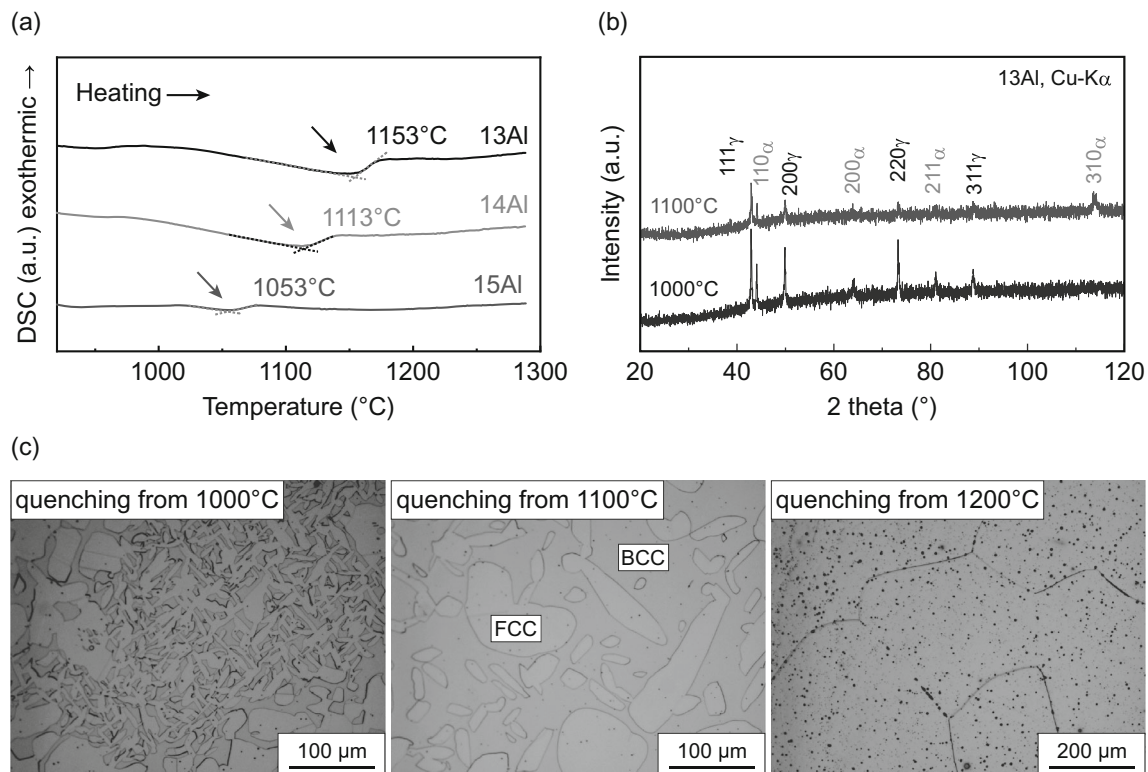 (a)
DSC (a.u.) exothermic →
Heating →
1153°C
13Al
1113°C
14Al
1053°C
15Al
1000
1100
1200
1300
Temperature (°C)
(b)
Intensity (a.u.)
13Al, Cu-Kα
111γ
110α
200γ
200α
220γ
211α
311γ
310α
1100°C
1000°C
20
40
60
80
100
120
2 theta (°)
(c)
quenching from 1000°C
100 µm
quenching from 1100°C
BCC
FCC
100 µm
quenching from 1200°C
200 µm